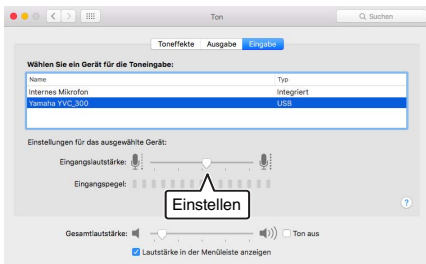 Ton
Suchen
Toneffekte Ausgabe Eingabe
Wählen Sie ein Gerät für die Toneingabe:
Name Typ
Internes Mikrofon Integriert
Yamaha YVC_300 USB
Einstellungen für das ausgewählte Gerät:
Eingangslautstärke:
Eingangspegel:
Einstellen
?
Gesamtlautstärke: Ton aus
Lautstärke in der Menüleiste anzeigen